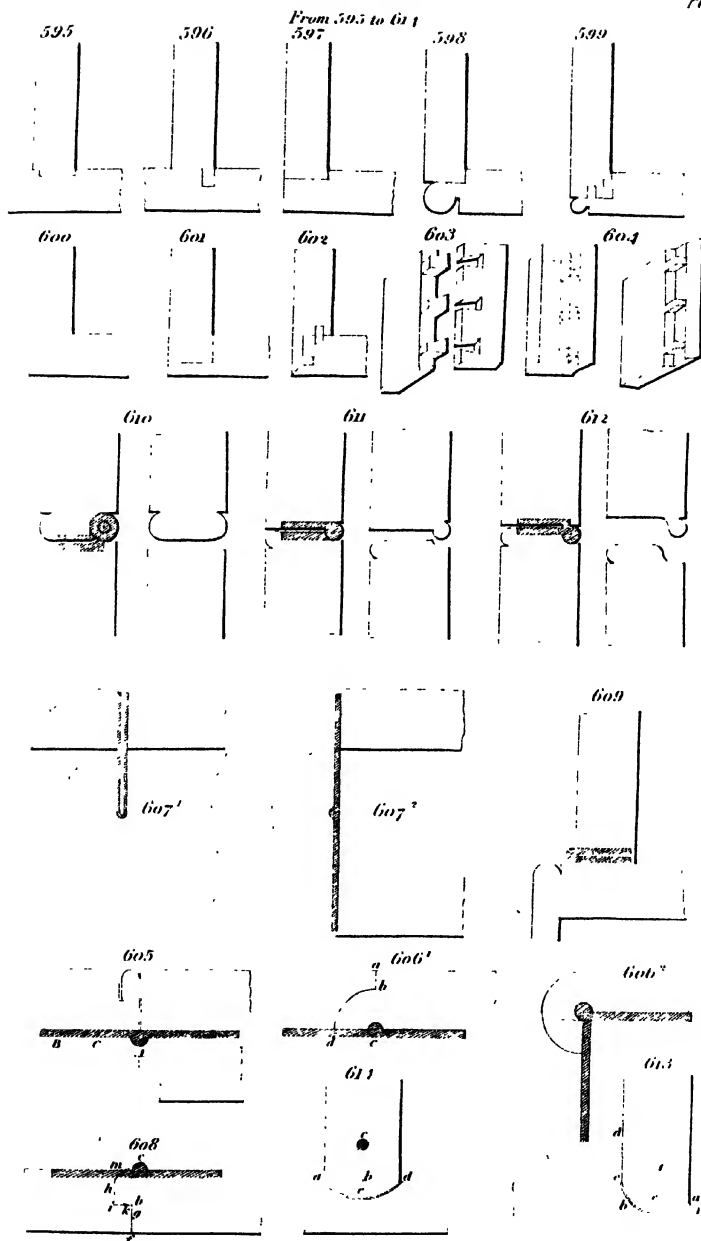 From 595 to 614
595 596 597 598 599
600 601 602 603 604
610 611 612
609
607¹ 607²
605 606¹ 606²
a
b
B c d c
614 613
c d
608
c
m
h a b d e
i k b c a
g e b
f